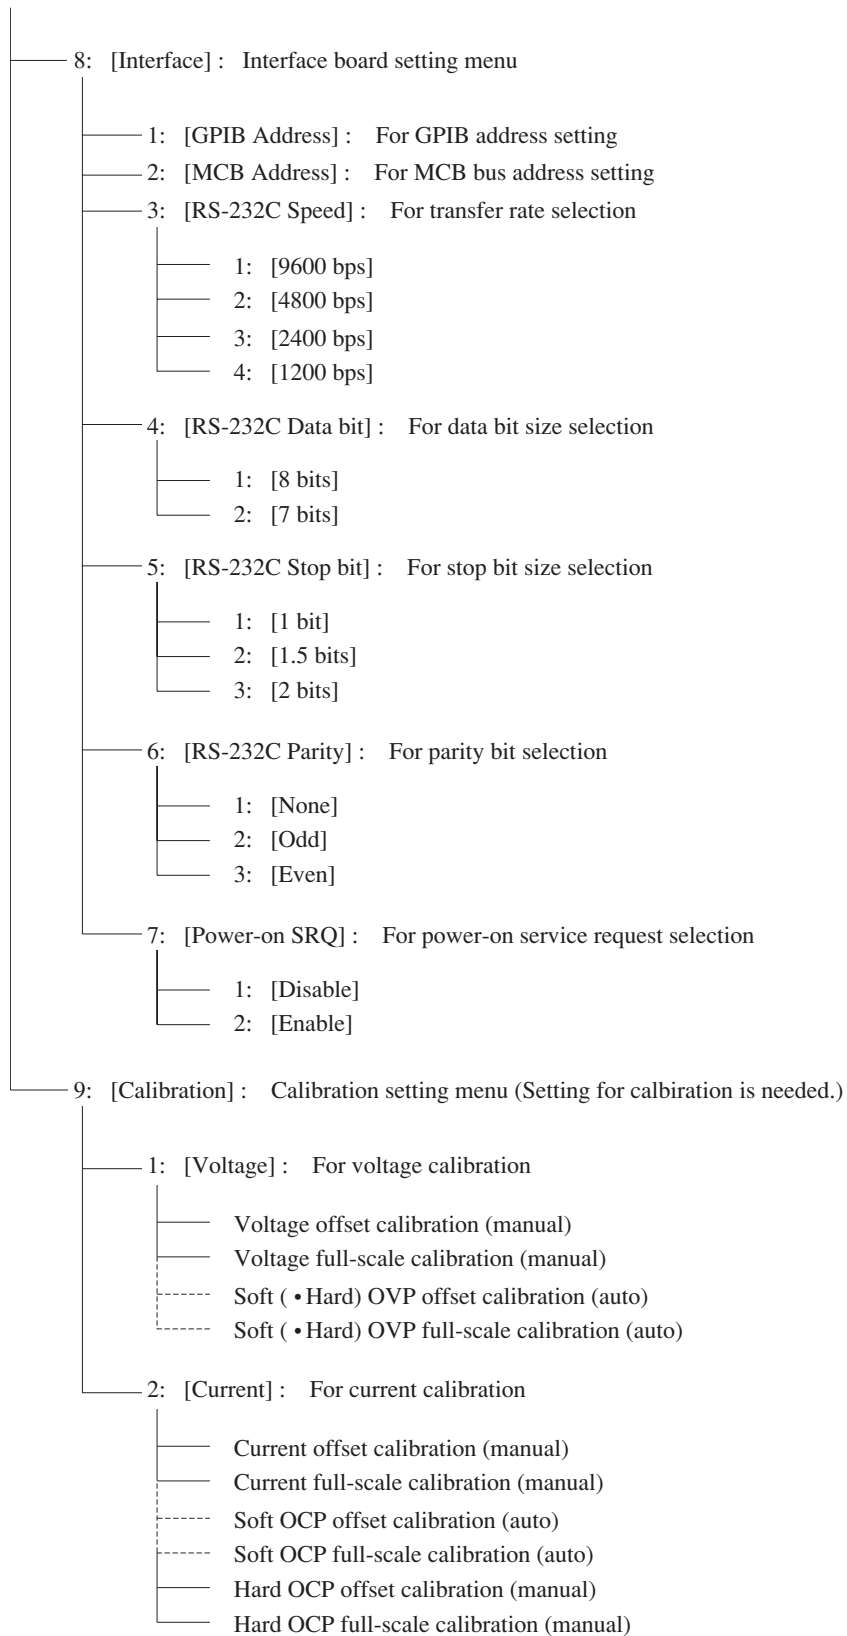 8: [Interface] : Interface board setting menu
1: [GPIB Address] : For GPIB address setting
2: [MCB Address] : For MCB bus address setting
3: [RS-232C Speed] : For transfer rate selection
1: [9600 bps]
2: [4800 bps]
3: [2400 bps]
4: [1200 bps]
4: [RS-232C Data bit] : For data bit size selection
1: [8 bits]
2: [7 bits]
5: [RS-232C Stop bit] : For stop bit size selection
1: [1 bit]
2: [1.5 bits]
3: [2 bits]
6: [RS-232C Parity] : For parity bit selection
1: [None]
2: [Odd]
3: [Even]
7: [Power-on SRQ] : For power-on service request selection
1: [Disable]
2: [Enable]
9: [Calibration] : Calibration setting menu (Setting for calbiration is needed.)
1: [Voltage] : For voltage calibration
Voltage offset calibration (manual)
Voltage full-scale calibration (manual)
Soft ( •Hard) OVP offset calibration (auto)
Soft ( •Hard) OVP full-scale calibration (auto)
2: [Current] : For current calibration
Current offset calibration (manual)
Current full-scale calibration (manual)
Soft OCP offset calibration (auto)
Soft OCP full-scale calibration (auto)
Hard OCP offset calibration (manual)
Hard OCP full-scale calibration (manual)